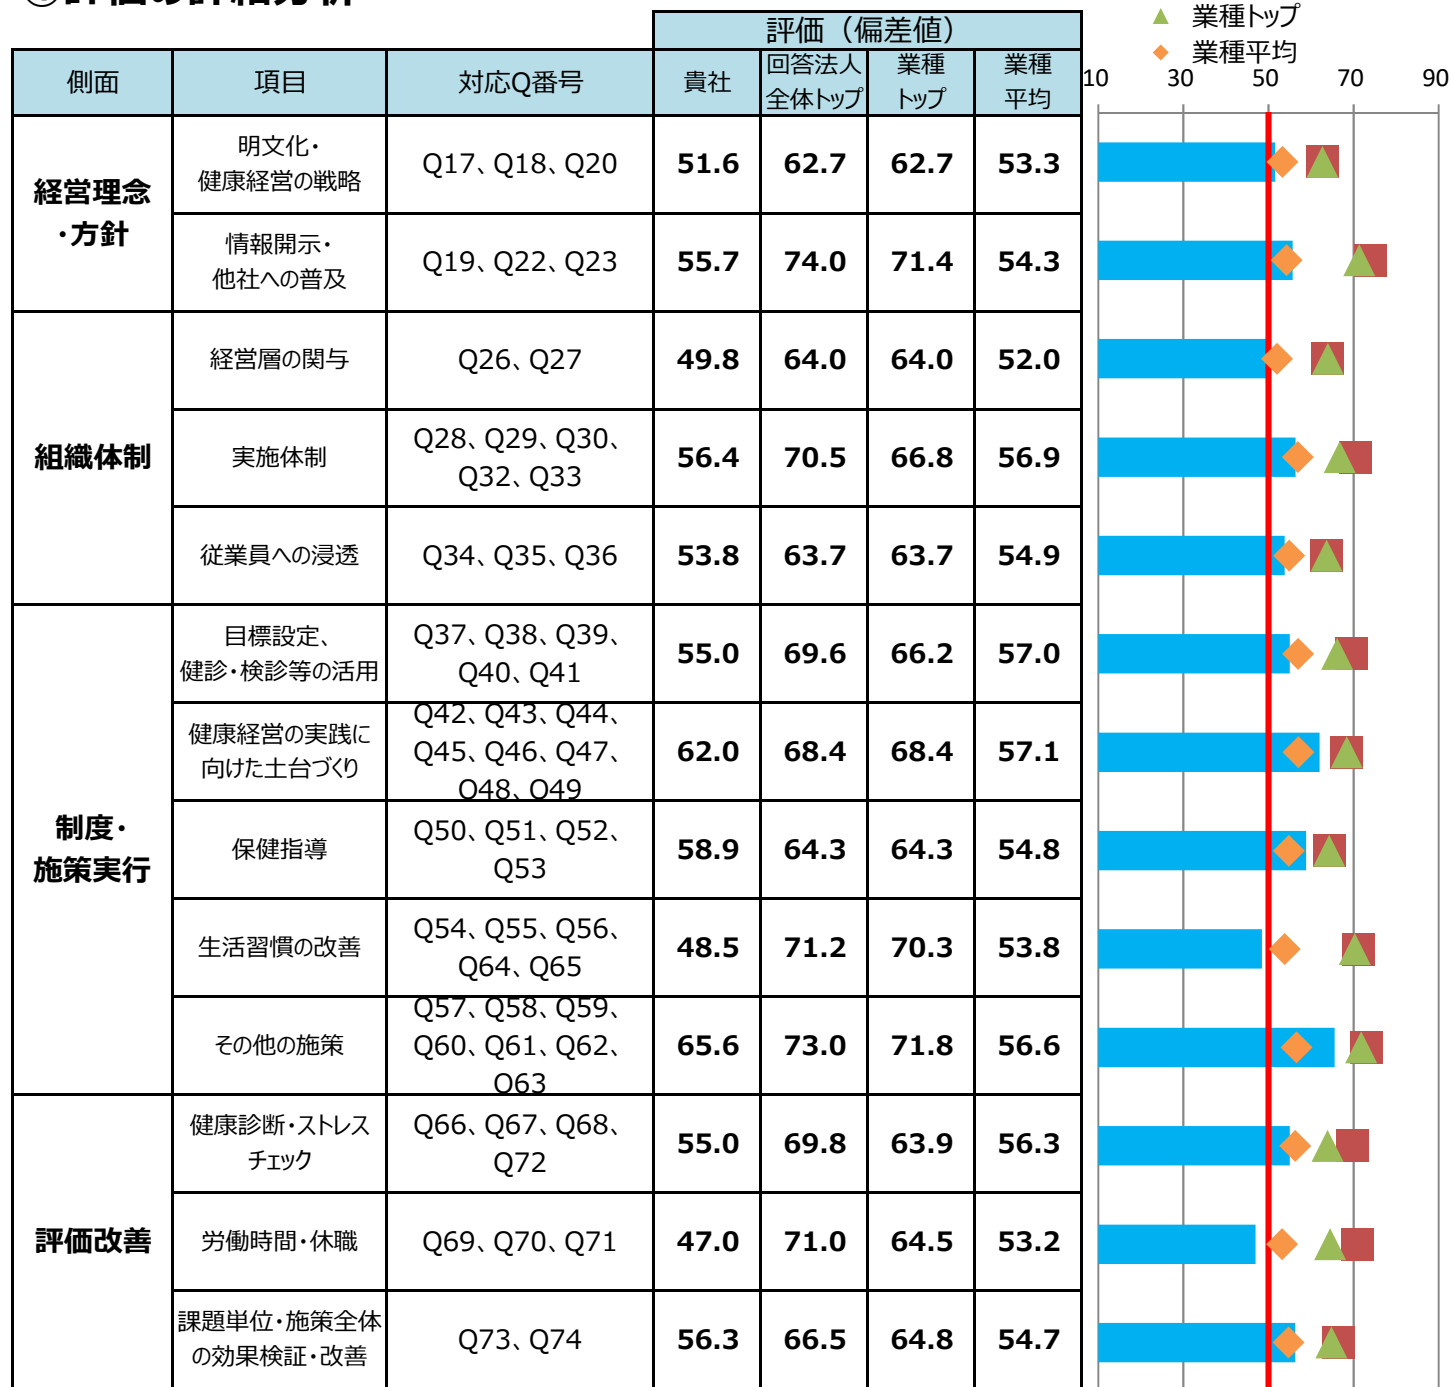 ①評価の詳細分析
▲ 業種トップ
◆ 業種平均
評価（偏差値）
側面 項目 対応Q番号 貴社 回答法人全体トップ 業種トップ 業種平均
10 30 50 70 90
経営理念・方針
明文化・健康経営の戦略 Q17、Q18、Q20 51.6 62.7 62.7 53.3
情報開示・他社への普及 Q19、Q22、Q23 55.7 74.0 71.4 54.3
組織体制
経営層の関与 Q26、Q27 49.8 64.0 64.0 52.0
実施体制 Q28、Q29、Q30、Q32、Q33 56.4 70.5 66.8 56.9
従業員への浸透 Q34、Q35、Q36 53.8 63.7 63.7 54.9
制度・施策実行
目標設定、健診・検診等の活用 Q37、Q38、Q39、Q40、Q41 55.0 69.6 66.2 57.0
健康経営の実践に向けた土台づくり Q42、Q43、Q44、Q45、Q46、Q47、Q48、Q49 62.0 68.4 68.4 57.1
保健指導 Q50、Q51、Q52、Q53 58.9 64.3 64.3 54.8
生活習慣の改善 Q54、Q55、Q56、Q64、Q65 48.5 71.2 70.3 53.8
その他の施策 Q57、Q58、Q59、Q60、Q61、Q62、Q63 65.6 73.0 71.8 56.6
評価改善
健康診断・ストレスチェック Q66、Q67、Q68、Q72 55.0 69.8 63.9 56.3
労働時間・休職 Q69、Q70、Q71 47.0 71.0 64.5 53.2
課題単位・施策全体の効果検証・改善 Q73、Q74 56.3 66.5 64.8 54.7